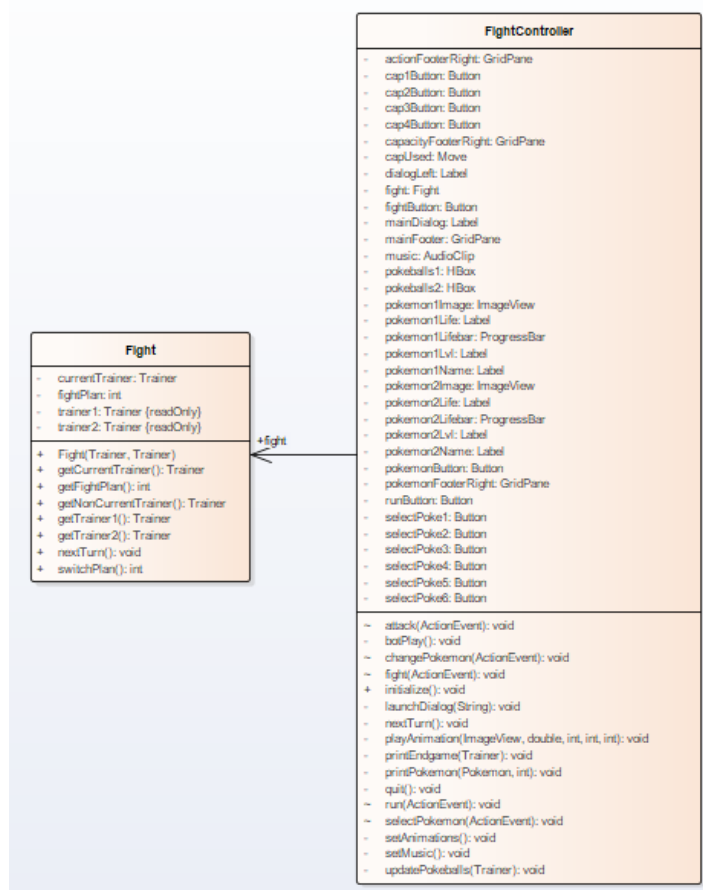 FightController
- actionFooterRight: GridPane
- cap1Button: Button
- cap2Button: Button
- cap3Button: Button
- cap4Button: Button
- capacityFooterRight: GridPane
- capUsed: Move
- dialogLeft: Label
- fight: Fight
- fightButton: Button
- mainDialog: Label
- mainFooter: GridPane
- music: AudioClip
- pokeballs1: HBox
- pokeballs2: HBox
- pokemon1Image: ImageView
- pokemon1Life: Label
- pokemon1Lifebar: ProgressBar
- pokemon1Lvl: Label
- pokemon1Name: Label
- pokemon2Image: ImageView
- pokemon2Life: Label
- pokemon2Lifebar: ProgressBar
- pokemon2Lvl: Label
- pokemon2Name: Label
- pokemonButton: Button
- pokemonFooterRight: GridPane
- runButton: Button
- selectPoke1: Button
- selectPoke2: Button
- selectPoke3: Button
- selectPoke4: Button
- selectPoke5: Button
- selectPoke6: Button
~ attack(ActionEvent): void
- botPlay(): void
~ changePokemon(ActionEvent): void
~ fight(ActionEvent): void
+ initialize(): void
- launchDialog(String): void
- nextTurn(): void
- playAnimation(ImageView, double, int, int, int): void
- printEndgame(Trainer): void
- printPokemon(Pokemon, int): void
- quit(): void
~ run(ActionEvent): void
~ selectPokemon(ActionEvent): void
- setAnimations(): void
- setMusic(): void
- updatePokeballs(Trainer): void
Fight
- currentTrainer: Trainer
- fightPlan: int
- trainer1: Trainer {readOnly}
- trainer2: Trainer {readOnly}
+ Fight(Trainer, Trainer)
+ getCurrentTrainer(): Trainer
+ getFightPlan(): int
+ getNonCurrentTrainer(): Trainer
+ getTrainer1(): Trainer
+ getTrainer2(): Trainer
+ nextTurn(): void
+ switchPlan(): int
+fight